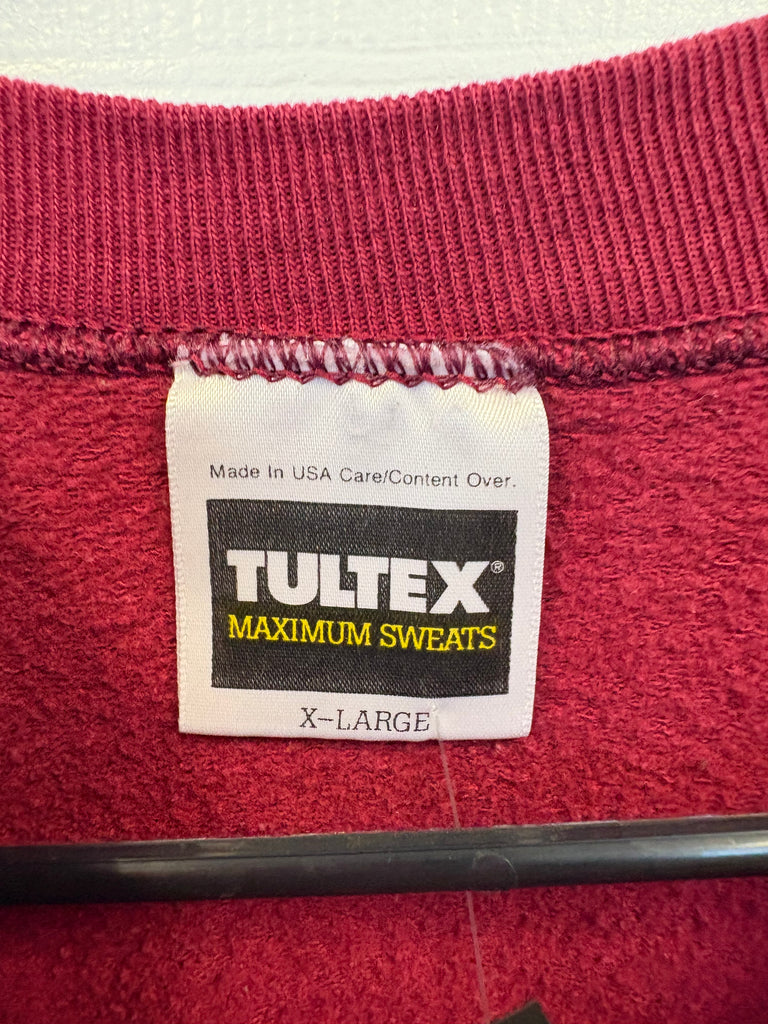 Made In USA Care/Content Over.
TULTEX®
MAXIMUM SWEATS
X-LARGE